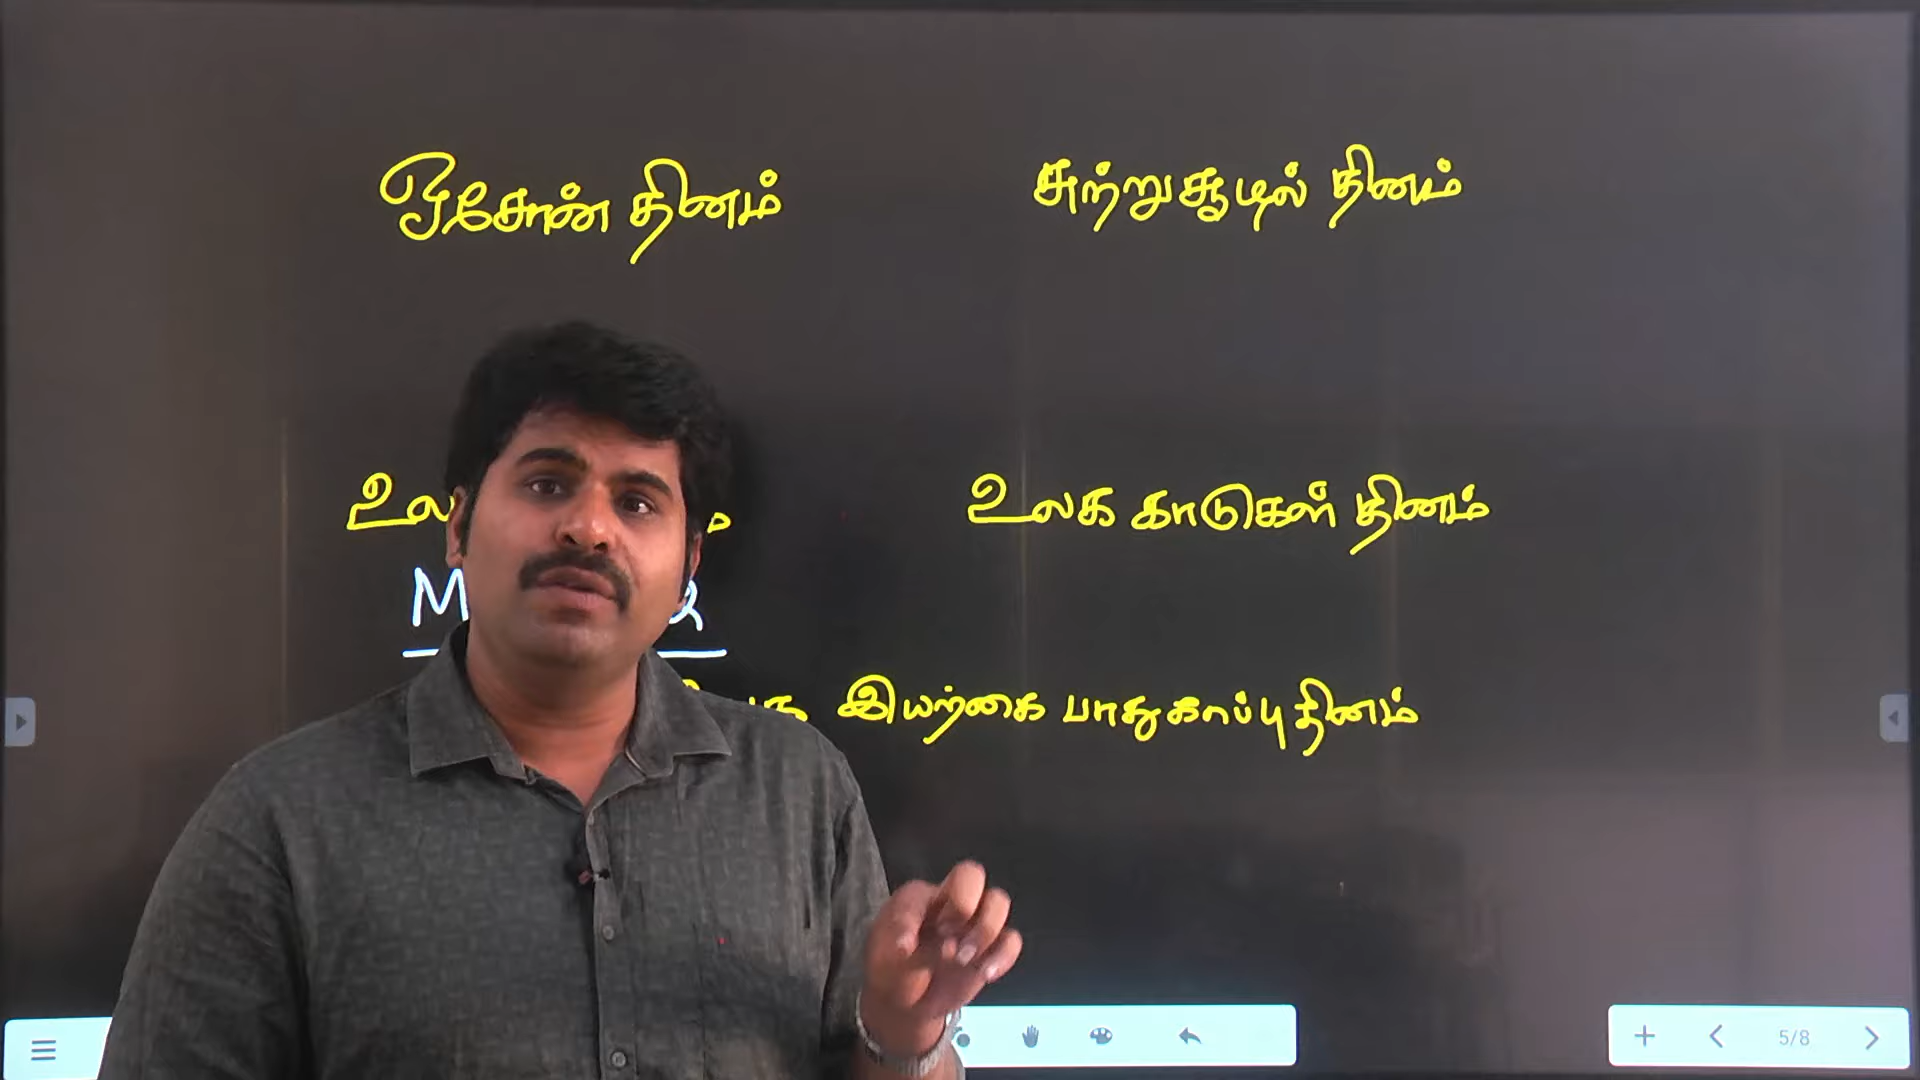 ஓசோன் தினம்
சுற்றுசூழல் தினம்
உலக காடுகள் தினம்
இயற்கை பாதுகாப்பு தினம்
5/8